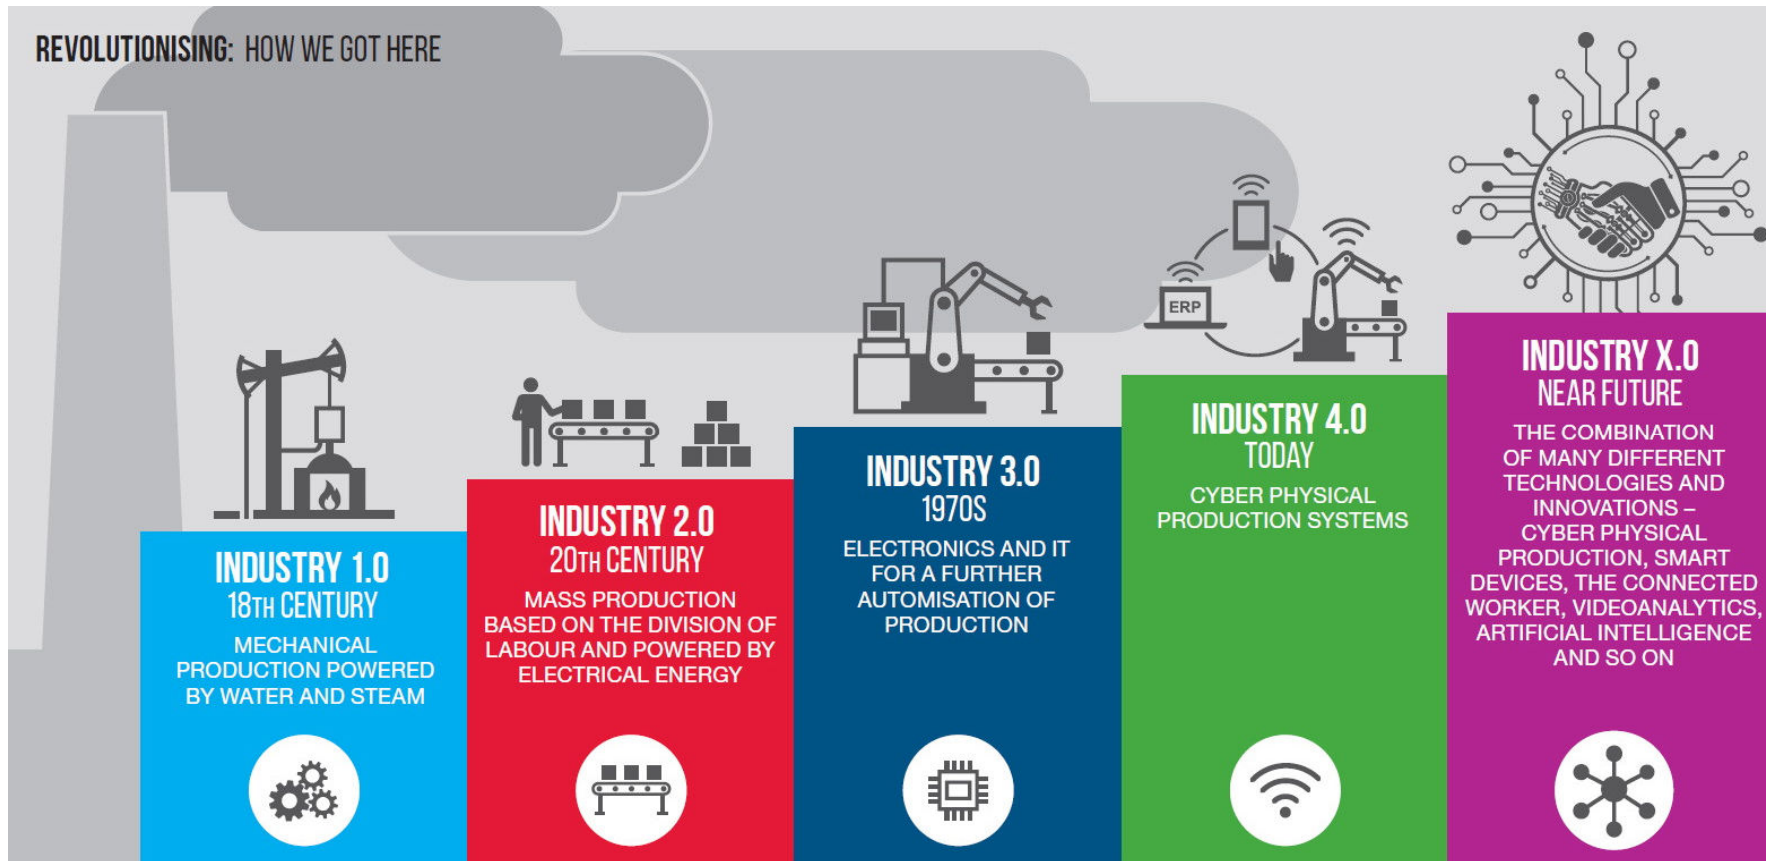 REVOLUTIONISING: HOW WE GOT HERE
ERP
INDUSTRY 1.0
18TH CENTURY
MECHANICAL
PRODUCTION POWERED
BY WATER AND STEAM
INDUSTRY 2.0
20TH CENTURY
MASS PRODUCTION
BASED ON THE DIVISION OF
LABOUR AND POWERED BY
ELECTRICAL ENERGY
INDUSTRY 3.0
1970S
ELECTRONICS AND IT
FOR A FURTHER
AUTOMISATION OF
PRODUCTION
INDUSTRY 4.0
TODAY
CYBER PHYSICAL
PRODUCTION SYSTEMS
INDUSTRY X.0
NEAR FUTURE
THE COMBINATION
OF MANY DIFFERENT
TECHNOLOGIES AND
INNOVATIONS –
CYBER PHYSICAL
PRODUCTION, SMART
DEVICES, THE CONNECTED
WORKER, VIDEOANALYTICS,
ARTIFICIAL INTELLIGENCE
AND SO ON